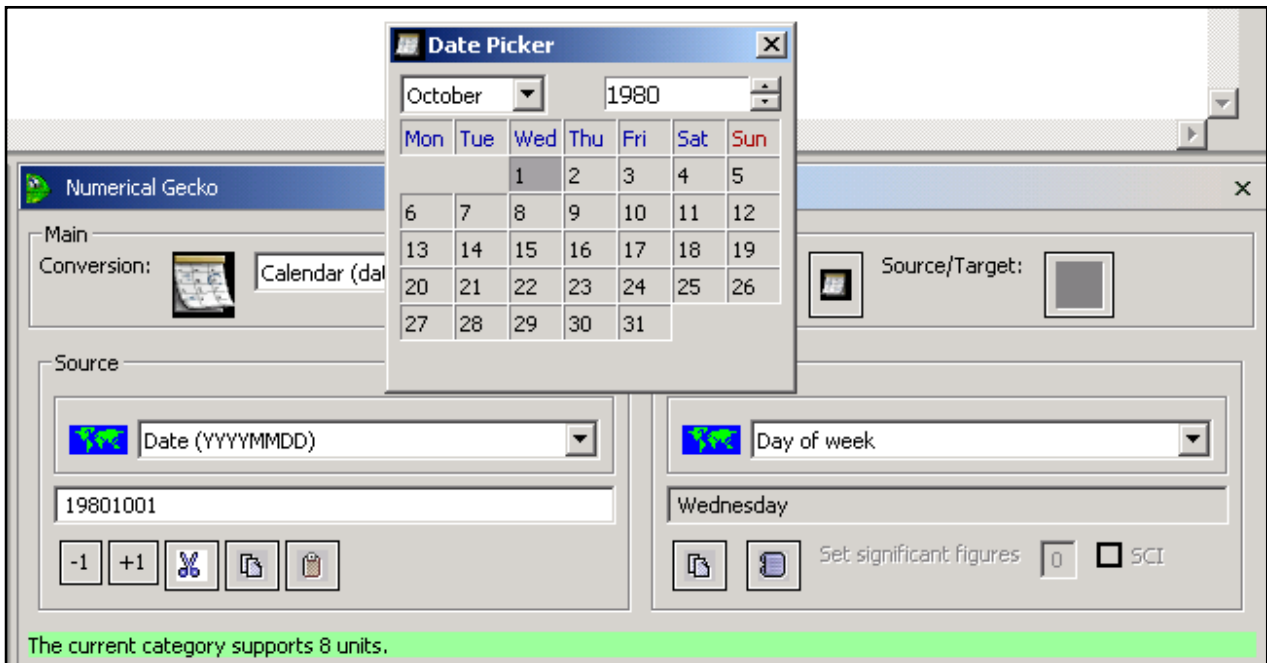 Date Picker
October 1980
Mon Tue Wed Thu Fri Sat Sun
1 2 3 4 5
6 7 8 9 10 11 12
13 14 15 16 17 18 19
20 21 22 23 24 25 26
27 28 29 30 31
Numerical Gecko
Main
Conversion: Calendar (dat Source/Target:
Source
Date (YYYYMMDD) Day of week
19801001 Wednesday
-1 +1 Set significant figures 0 SCI
The current category supports 8 units.